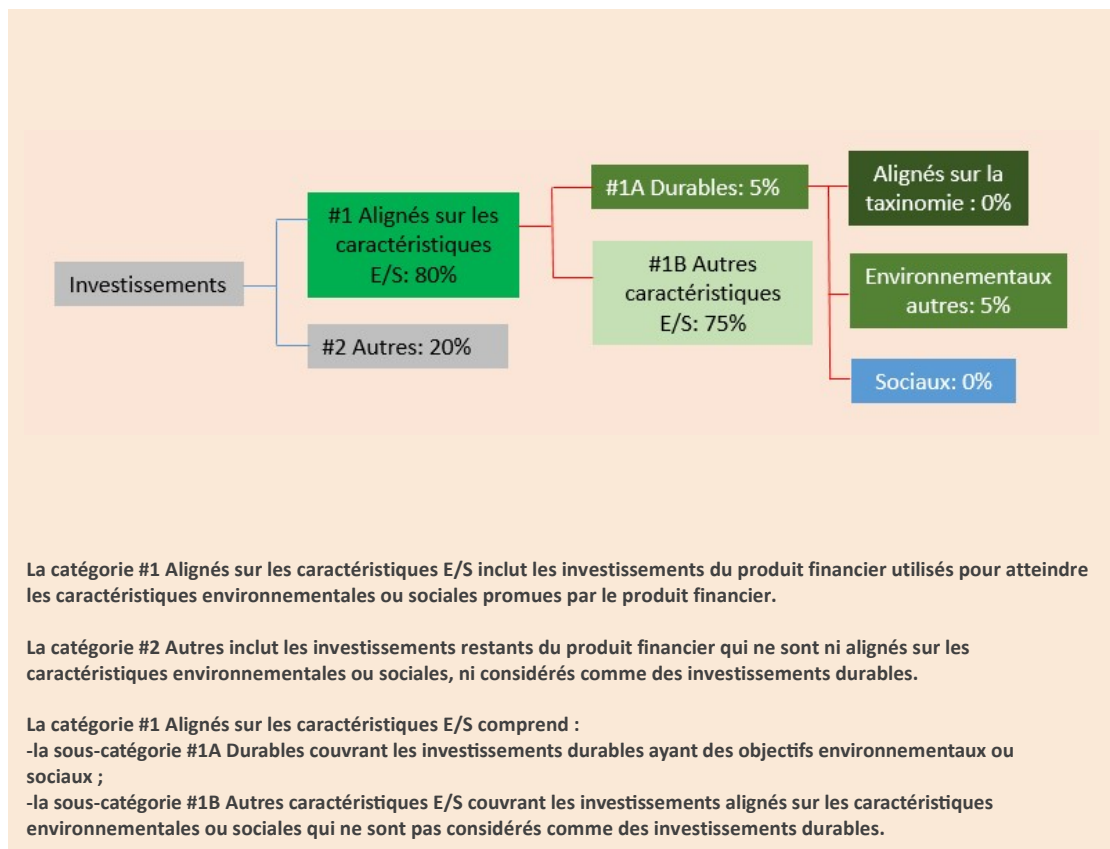 Investissements
#1 Alignés sur les
caractéristiques
E/S: 80%
#2 Autres: 20%
#1A Durables: 5%
#1B Autres
caractéristiques
E/S: 75%
Alignés sur la
taxinomie : 0%
Environnementaux
autres: 5%
Sociaux: 0%
La catégorie #1 Alignés sur les caractéristiques E/S inclut les investissements du produit financier utilisés pour atteindre
les caractéristiques environnementales ou sociales promues par le produit financier.
La catégorie #2 Autres inclut les investissements restants du produit financier qui ne sont ni alignés sur les
caractéristiques environnementales ou sociales, ni considérés comme des investissements durables.
La catégorie #1 Alignés sur les caractéristiques E/S comprend :
-la sous-catégorie #1A Durables couvrant les investissements durables ayant des objectifs environnementaux ou
sociaux ;
-la sous-catégorie #1B Autres caractéristiques E/S couvrant les investissements alignés sur les caractéristiques
environnementales ou sociales qui ne sont pas considérés comme des investissements durables.